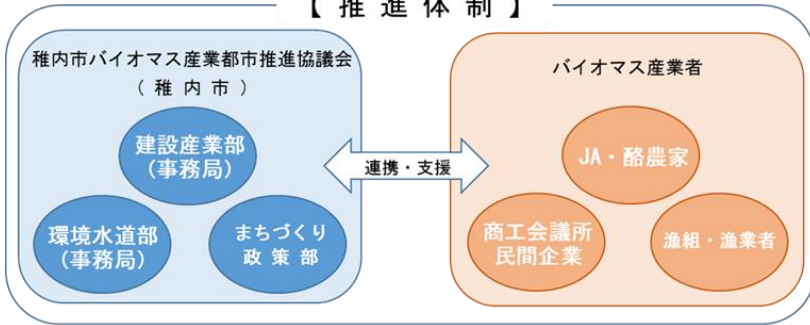 【 推 進 体 制 】
稚内市バイオマス産業都市推進協議会
( 稚 内 市 )
建設産業部
(事務局)
環境水道部
(事務局)
まちづくり
政 策 部
連携・支援
バイオマス産業者
JA・酪農家
商工会議所
民間企業
漁組・漁業者